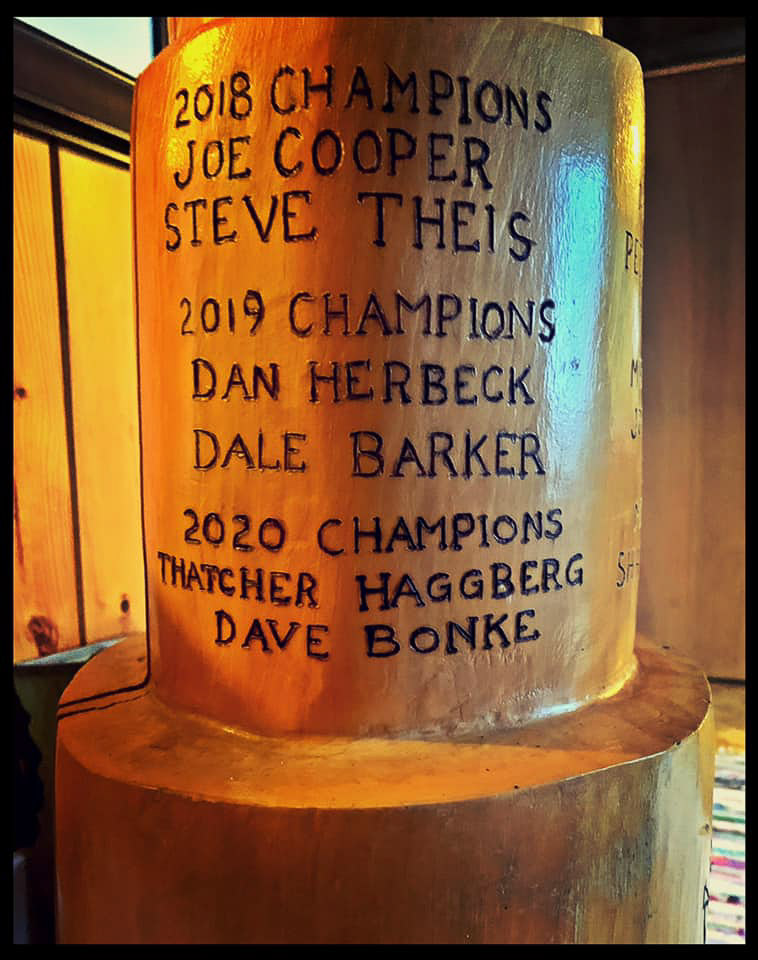 2018 CHAMPIONS
JOE COOPER
STEVE THEIS
2019 CHAMPIONS
DAN HERBECK
DALE BARKER
2020 CHAMPIONS
THATCHER HAGGBERG
DAVE BONKE